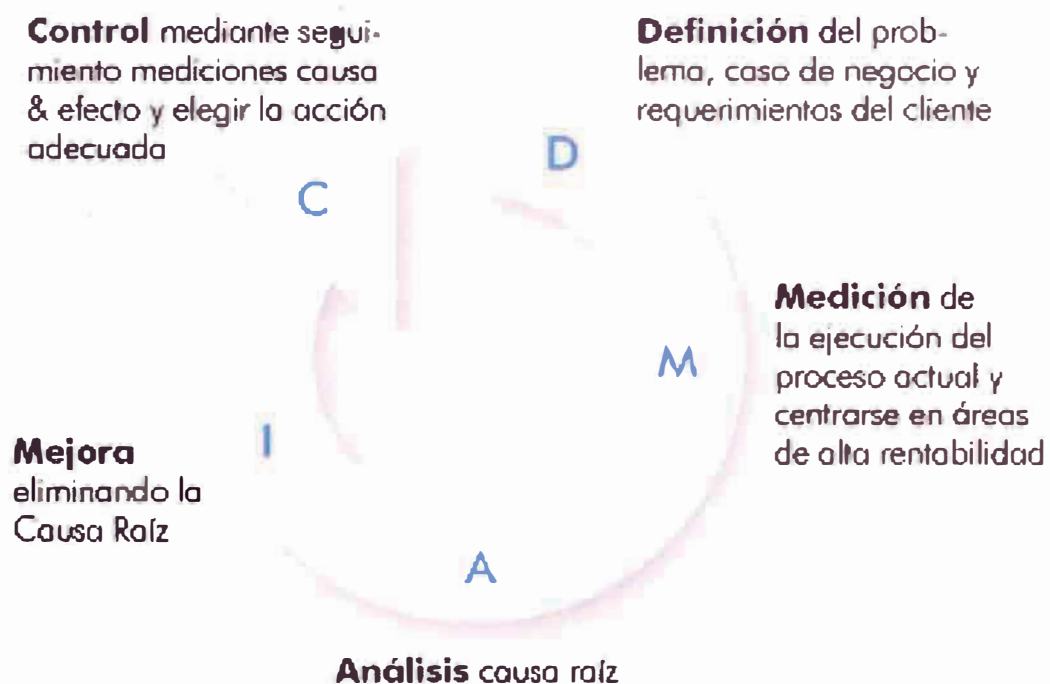 Control mediante segui-
miento mediciones causa
& efecto y elegir la acción
adecuada
C
Definición del prob-
lema, caso de negocio y
requerimientos del cliente
D
Medición de
la ejecución del
proceso actual y
centrarse en áreas
de alta rentabilidad
M
Mejora
eliminando la
Causa Raíz
I
A
Análisis causa raíz